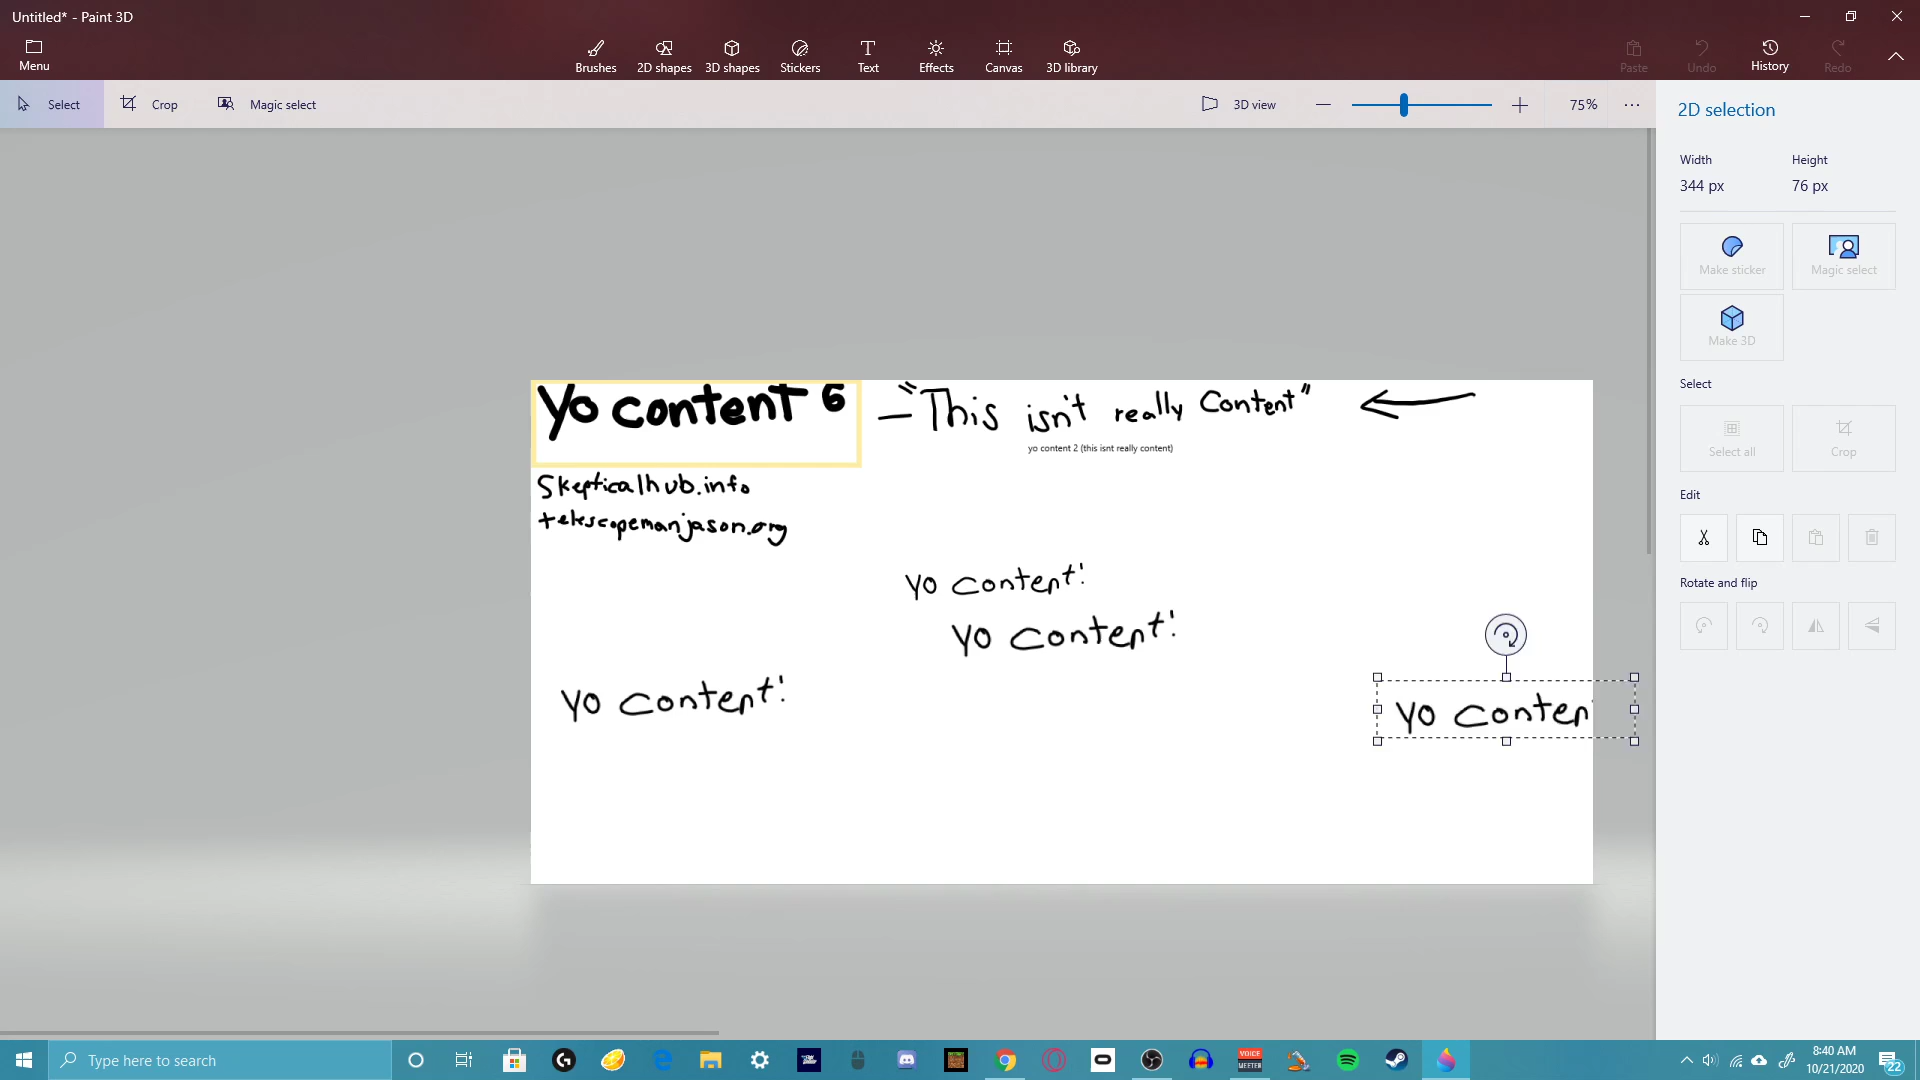 Untitled* - Paint 3D
Menu
Brushes 2D shapes 3D shapes Stickers Text Effects Canvas 3D library
Paste Undo History Redo
Select Crop Magic select
3D view 75%
2D selection
Width Height
344 px 76 px
Make sticker Magic select
Make 3D
Select
Select all Crop
Edit
Rotate and flip
Yo content 6 — "This isn't really Content"
yo content 2 (this isnt really content)
Skepticalhub.info
telescopemanjason.org
yo content!
yo content!
yo content!
yo conten
Type here to search
VOICE
MEETER
8:40 AM
10/21/2020
22